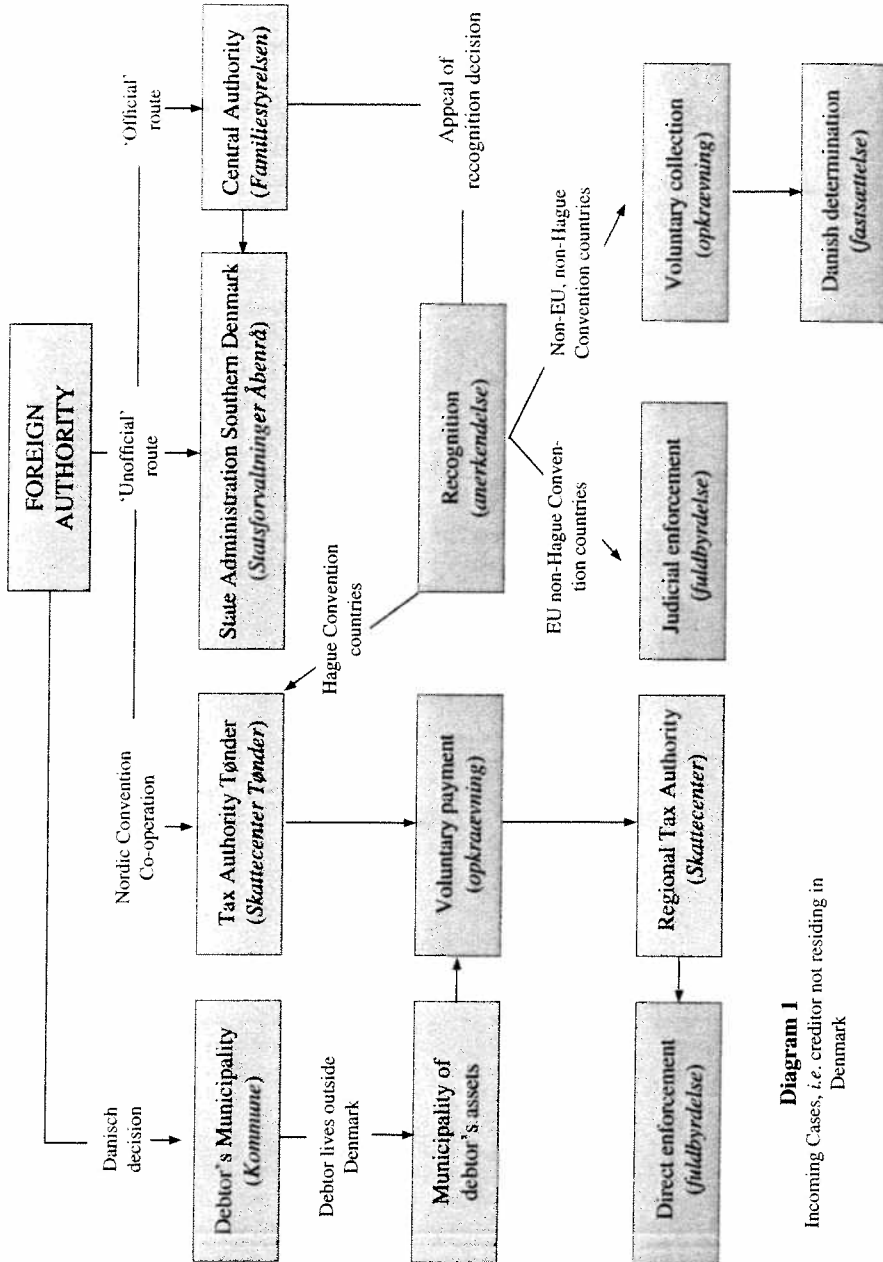 FOREIGN
AUTHORITY
Danisch
decision
Nordic Convention
Co-operation
'Unofficial'
route
'Official'
route
Debtor's Municipality
(Kommune)
Tax Authority Tønder
(Skattecenter Tønder)
State Administration Southern Denmark
(Statsforvaltninger Åbenrå)
Central Authority
(Familiestyrelsen)
Debtor lives outside
Denmark
Hague Convention
countries
Appeal of
recognition decision
Municipality of
debtor's assets
Voluntary payment
(opkrauevning)
Recognition
(anerkendelse)
EU non-Hague Conven-
tion countries
Non-EU, non-Hague
Convention countries
Direct enforcement
(fuldbyrdelse)
Regional Tax Authority
(Skattecenter)
Judicial enforcement
(fuldbyrdelse)
Voluntary collection
(opkrævning)
Danish determination
(fastsættelse)
Diagram 1
Incoming Cases, i.e. creditor not residing in
Denmark